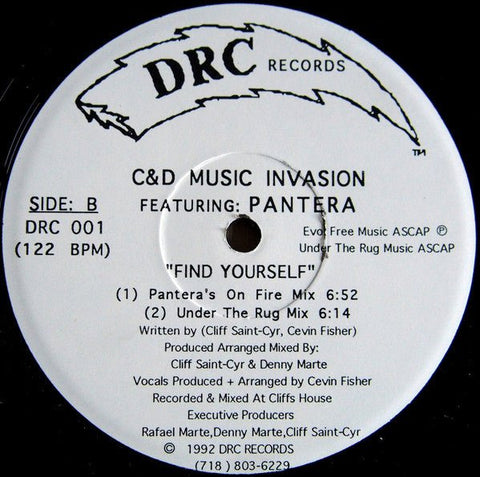 DRC RECORDS
TM
C&D MUSIC INVASION
FEATURING: PANTERA
SIDE: B
DRC 001
(122 BPM)
Evol Free Music ASCAP ℗
Under The Rug Music ASCAP
"FIND YOURSELF"
(1) Pantera's On Fire Mix 6:52
(2) Under The Rug Mix 6:14
Written by (Cliff Saint-Cyr, Cevin Fisher)
Produced Arranged Mixed By:
Cliff Saint-Cyr & Denny Marte
Vocals Produced + Arranged by Cevin Fisher
Recorded & Mixed At Cliffs House
Executive Producers
Rafael Marte,Denny Marte,Cliff Saint-Cyr
© 1992 DRC RECORDS
(718) 803-6229